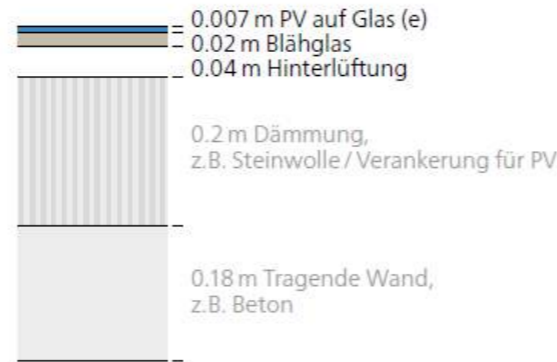 0.007 m PV auf Glas (e)
0.02 m Blähglas
0.04 m Hinterlüftung
0.2 m Dämmung,
z.B. Steinwolle / Verankerung für PV
0.18 m Tragende Wand,
z.B. Beton